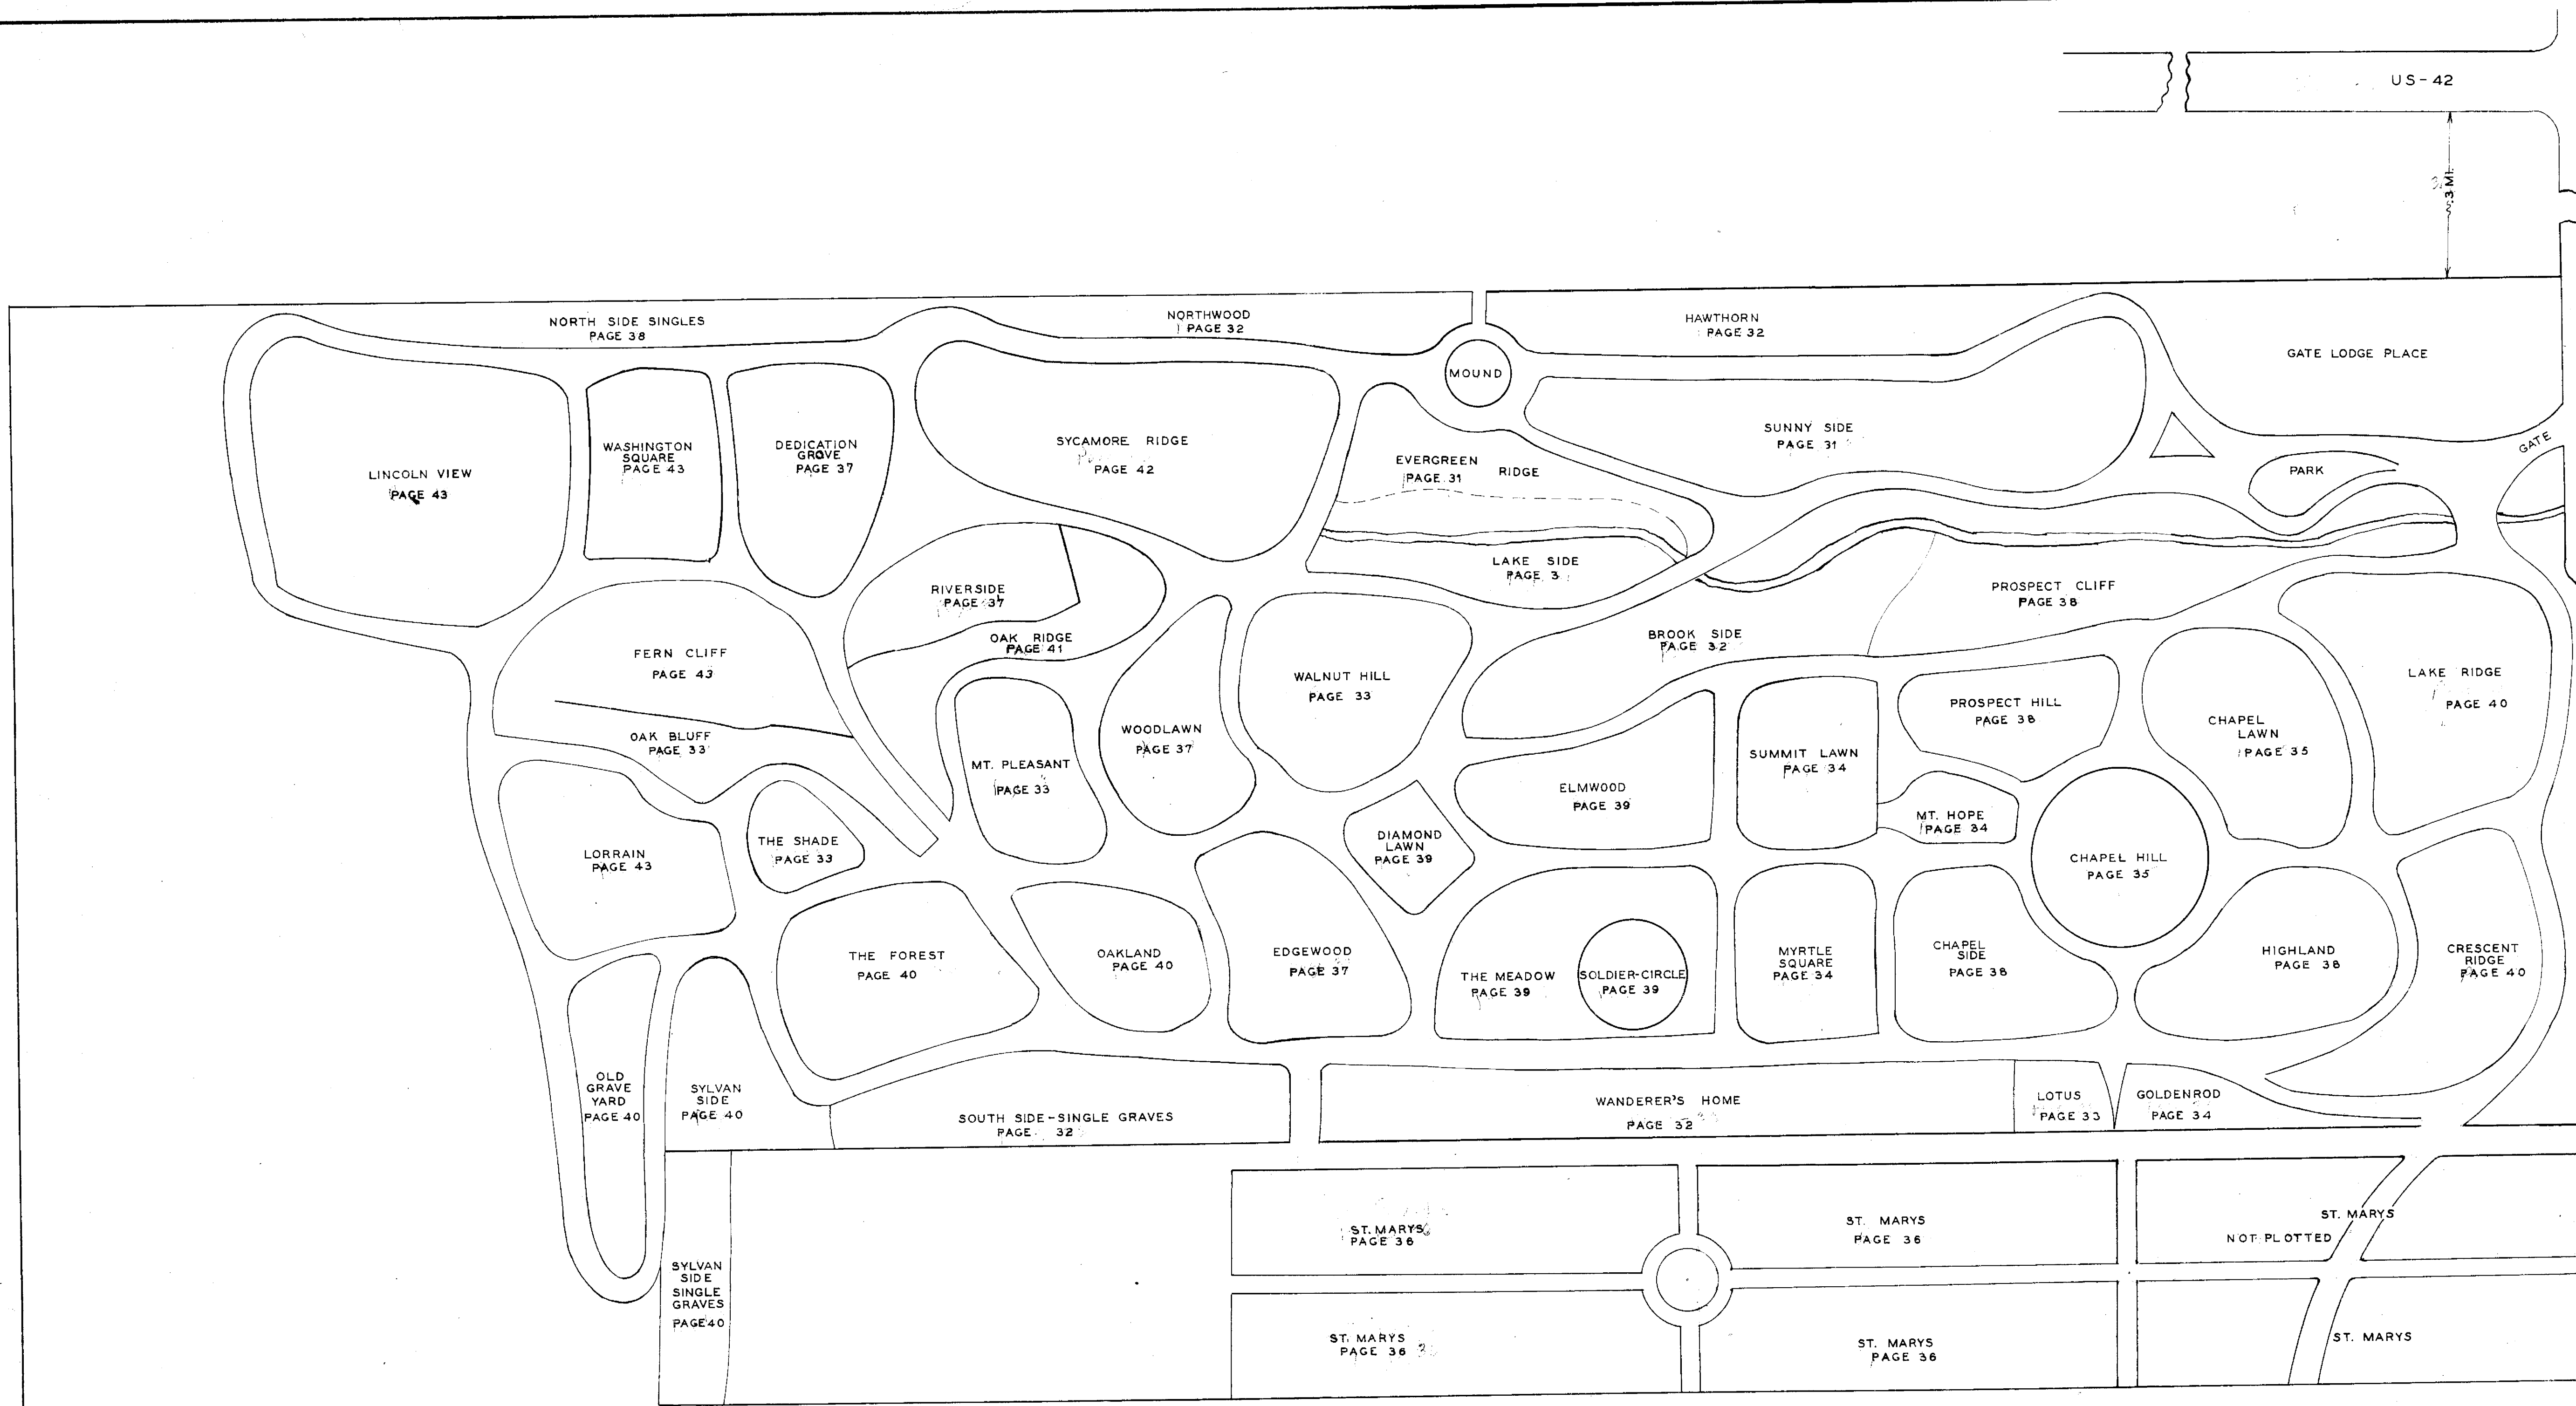 US-42
.3 MI.
NORTH SIDE SINGLES
PAGE 38
NORTHWOOD
PAGE 32
HAWTHORN
PAGE 32
GATE LODGE PLACE
MOUND
LINCOLN VIEW
PAGE 43
WASHINGTON
SQUARE
PAGE 43
DEDICATION
GROVE
PAGE 37
SYCAMORE RIDGE
PAGE 42
EVERGREEN RIDGE
PAGE 31
SUNNY SIDE
PAGE 31
GATE
PARK
LAKE SIDE
PAGE 3
RIVERSIDE
PAGE 37
OAK RIDGE
PAGE 41
PROSPECT CLIFF
PAGE 38
BROOK SIDE
PAGE 32
FERN CLIFF
PAGE 43
OAK BLUFF
PAGE 33
WALNUT HILL
PAGE 33
LAKE RIDGE
PAGE 40
MT. PLEASANT
PAGE 33
WOODLAWN
PAGE 37
SUMMIT LAWN
PAGE 34
PROSPECT HILL
PAGE 38
CHAPEL
LAWN
PAGE 35
ELMWOOD
PAGE 39
MT. HOPE
PAGE 34
LORRAIN
PAGE 43
THE SHADE
PAGE 33
DIAMOND
LAWN
PAGE 39
CHAPEL HILL
PAGE 35
THE FOREST
PAGE 40
OAKLAND
PAGE 40
EDGEWOOD
PAGE 37
THE MEADOW
PAGE 39
SOLDIER-CIRCLE
PAGE 39
MYRTLE
SQUARE
PAGE 34
CHAPEL
SIDE
PAGE 38
HIGHLAND
PAGE 38
CRESCENT
RIDGE
PAGE 40
OLD
GRAVE
YARD
PAGE 40
SYLVAN
SIDE
PAGE 40
SOUTH SIDE-SINGLE GRAVES
PAGE 32
WANDERER'S HOME
PAGE 32
LOTUS
PAGE 33
GOLDENROD
PAGE 34
SYLVAN
SIDE
SINGLE
GRAVES
PAGE 40
ST. MARYS
PAGE 36
ST. MARYS
PAGE 36
ST. MARYS
NOT PLOTTED
ST. MARYS
PAGE 36
ST. MARYS
PAGE 36
ST. MARYS